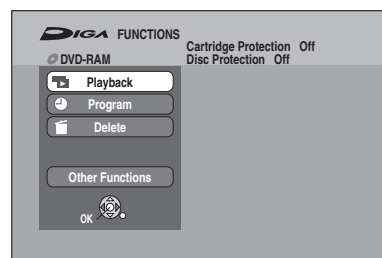 DIGA FUNCTIONS
DVD-RAM
Cartridge Protection Off
Disc Protection Off
Playback
Program
Delete
Other Functions
OK